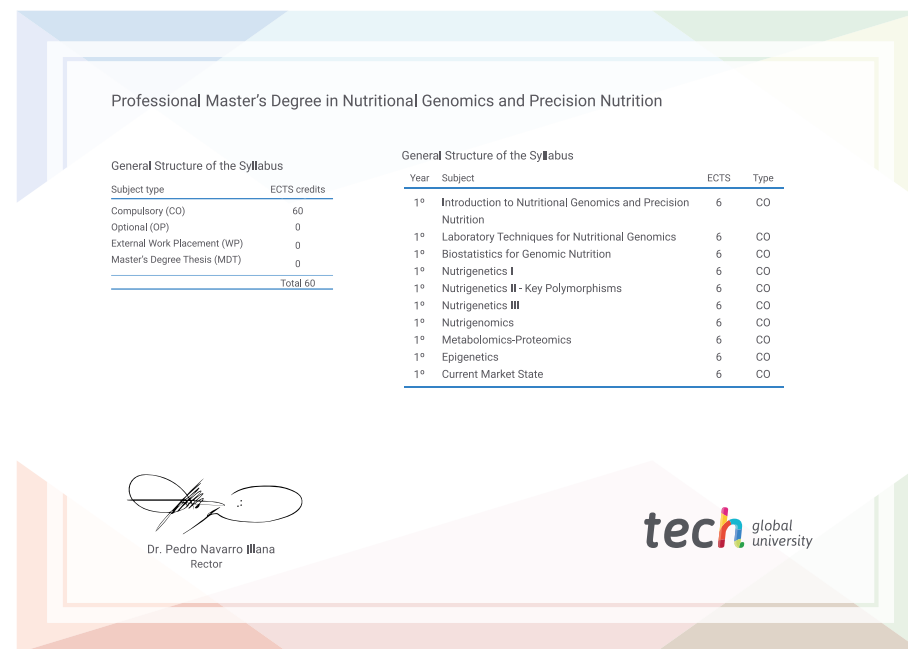 Professional Master's Degree in Nutritional Genomics and Precision Nutrition
General Structure of the Syllabus
Subject type ECTS credits
Compulsory (CO) 60
Optional (OP) 0
External Work Placement (WP) 0
Master's Degree Thesis (MDT) 0
Total 60
General Structure of the Syllabus
Year Subject ECTS Type
1º Introduction to Nutritional Genomics and Precision 6 CO
Nutrition
1º Laboratory Techniques for Nutritional Genomics 6 CO
1º Biostatistics for Genomic Nutrition 6 CO
1º Nutrigenetics I 6 CO
1º Nutrigenetics II - Key Polymorphisms 6 CO
1º Nutrigenetics III 6 CO
1º Nutrigenomics 6 CO
1º Metabolomics-Proteomics 6 CO
1º Epigenetics 6 CO
1º Current Market State 6 CO
Dr. Pedro Navarro Illana
Rector
tech global
university